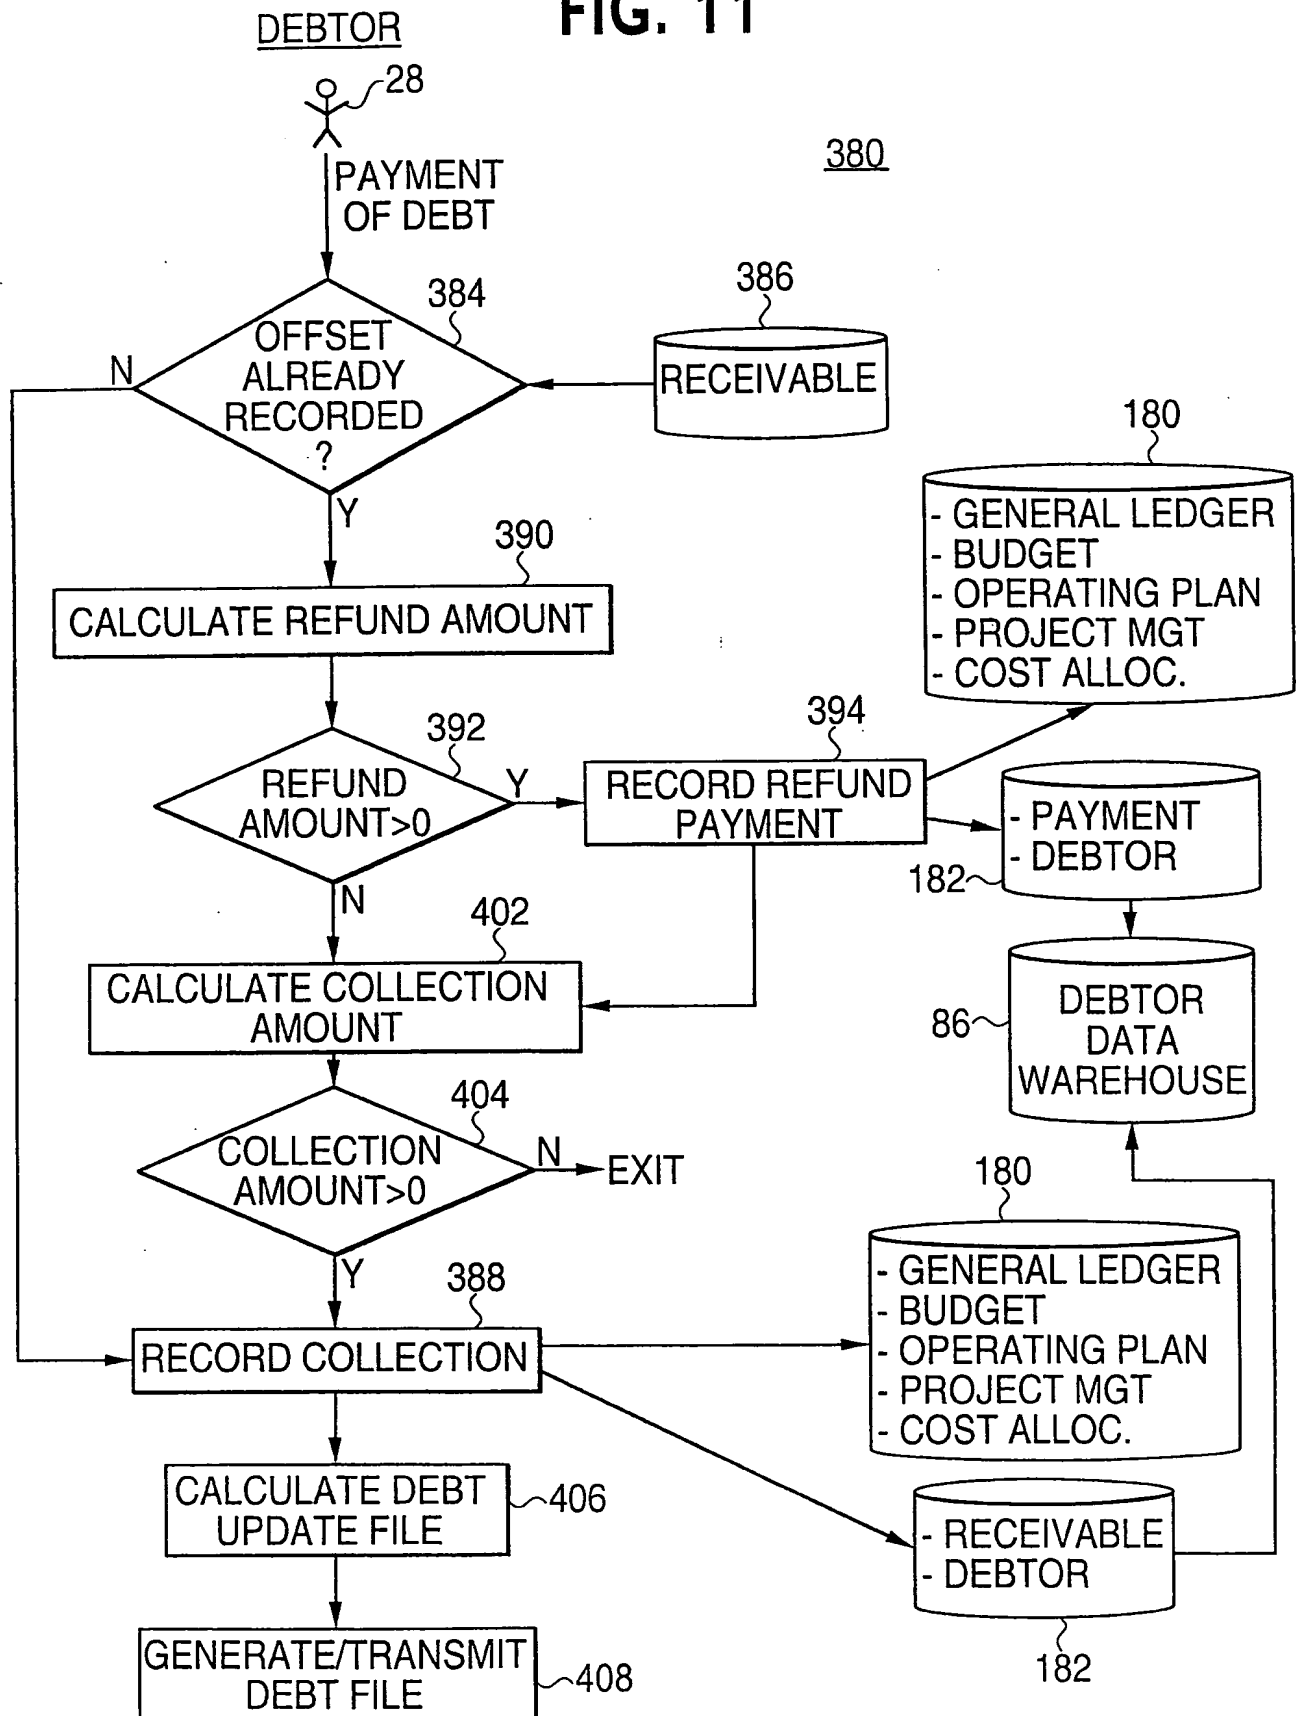 FIG. 11
DEBTOR
28
PAYMENT
OF DEBT
380
384
OFFSET
ALREADY
RECORDED
?
N
Y
386
RECEIVABLE
180
- GENERAL LEDGER
- BUDGET
- OPERATING PLAN
- PROJECT MGT
- COST ALLOC.
390
CALCULATE REFUND AMOUNT
392
REFUND
AMOUNT>0
Y
N
394
RECORD REFUND
PAYMENT
- PAYMENT
- DEBTOR
182
402
CALCULATE COLLECTION
AMOUNT
86
DEBTOR
DATA
WAREHOUSE
404
COLLECTION
AMOUNT>0
N
EXIT
Y
180
- GENERAL LEDGER
- BUDGET
- OPERATING PLAN
- PROJECT MGT
- COST ALLOC.
388
RECORD COLLECTION
CALCULATE DEBT
UPDATE FILE
406
- RECEIVABLE
- DEBTOR
182
GENERATE/TRANSMIT
DEBT FILE
408